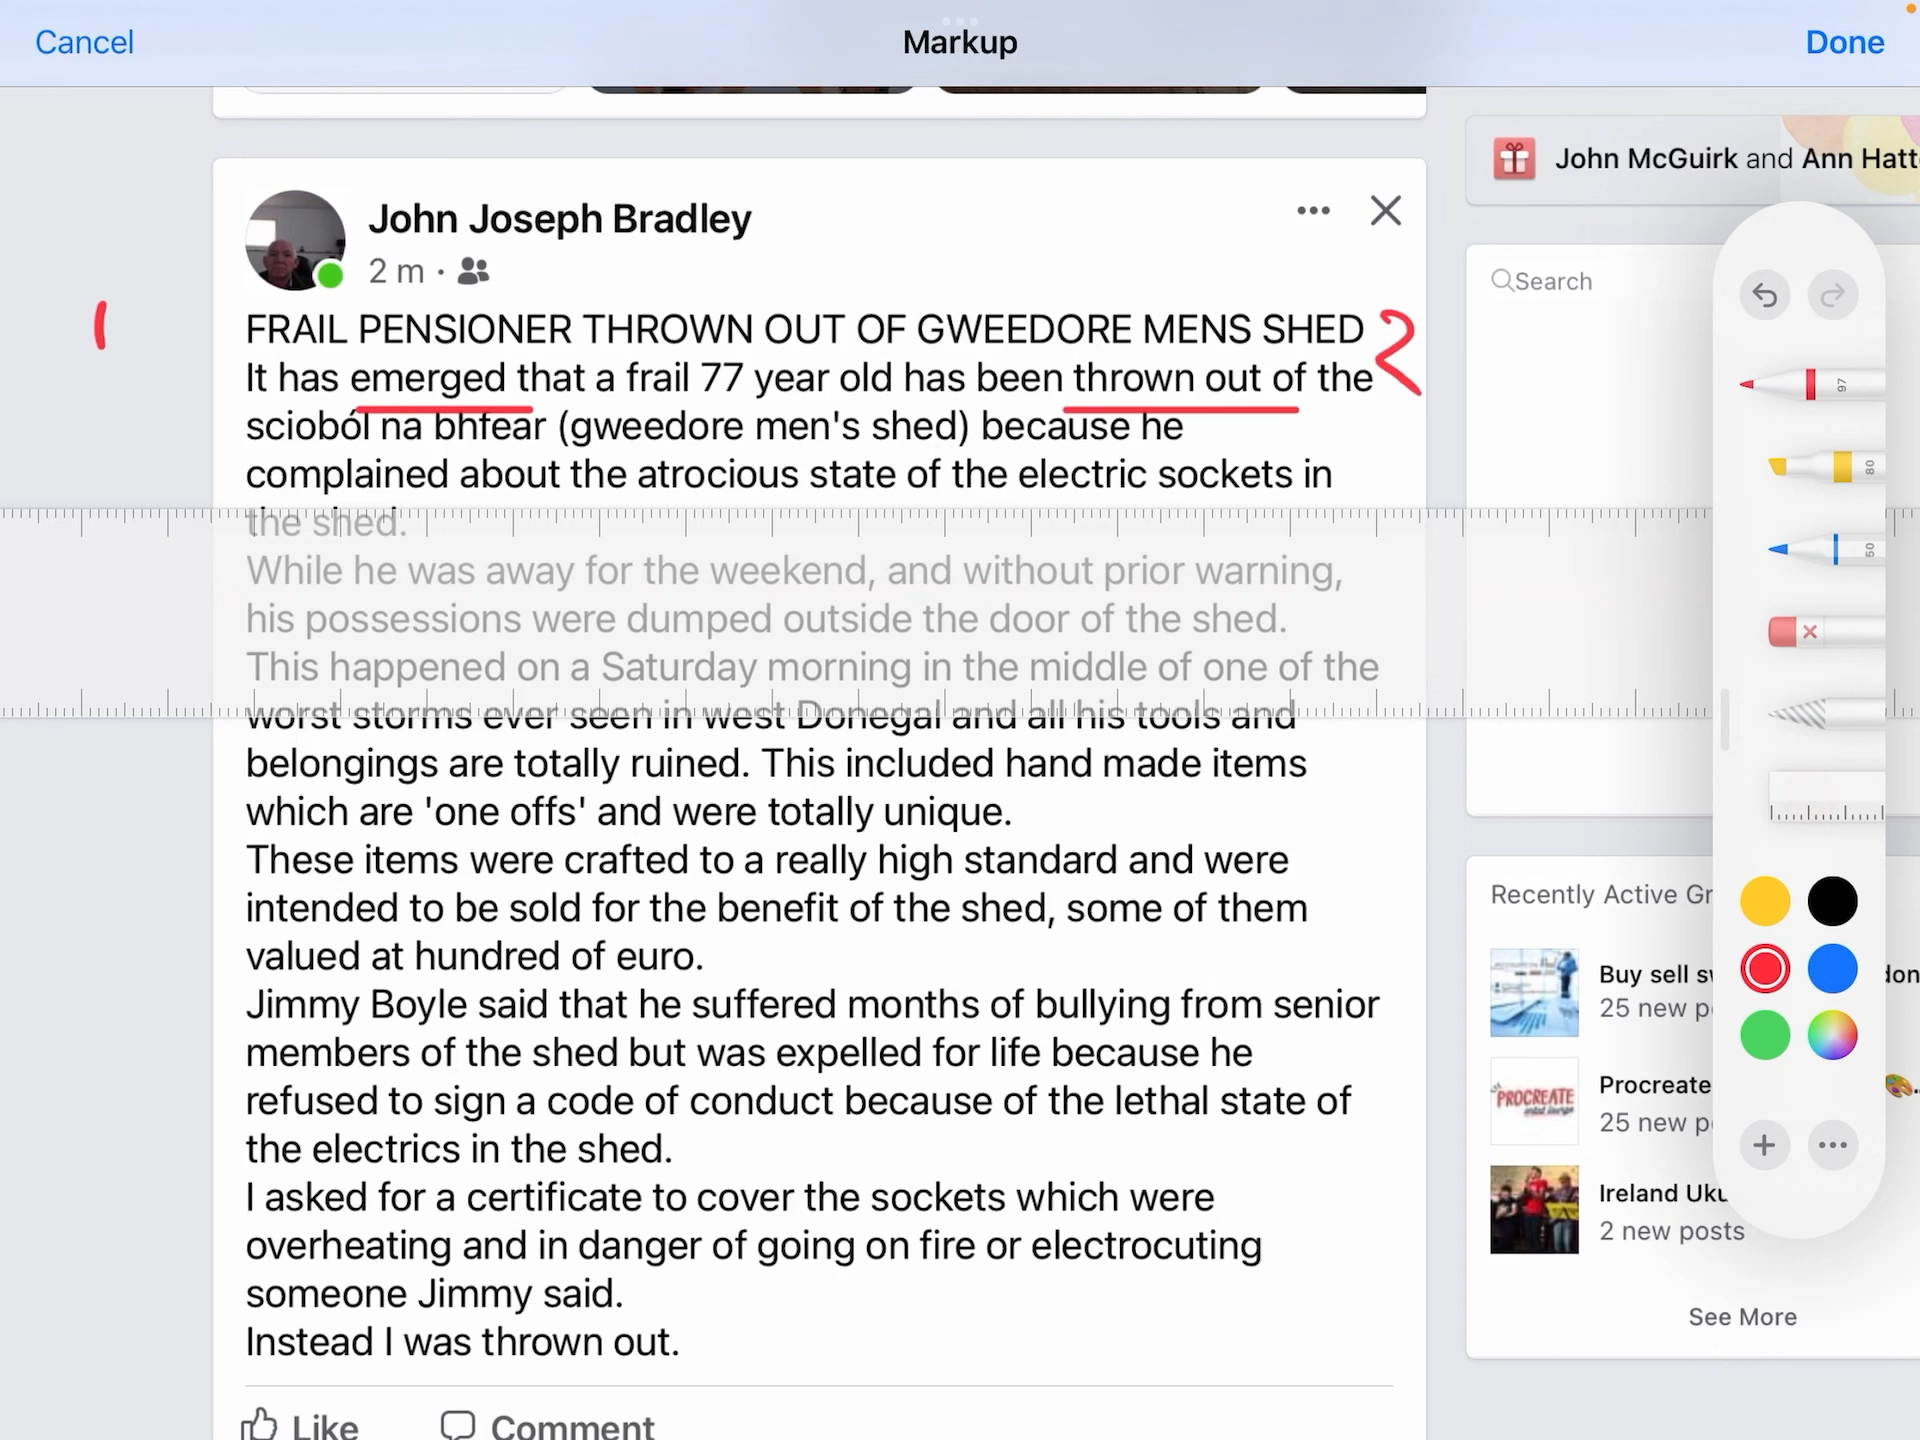 Cancel
Markup
Done
John McGuirk and Ann Hatt
John Joseph Bradley
2 m ·
Search
1
2
FRAIL PENSIONER THROWN OUT OF GWEEDORE MENS SHED
It has emerged that a frail 77 year old has been thrown out of the
scioból na bhfear (gweedore men's shed) because he
complained about the atrocious state of the electric sockets in
the shed.
While he was away for the weekend, and without prior warning,
his possessions were dumped outside the door of the shed.
This happened on a Saturday morning in the middle of one of the
worst storms ever seen in west Donegal and all his tools and
belongings are totally ruined. This included hand made items
which are 'one offs' and were totally unique.
These items were crafted to a really high standard and were
intended to be sold for the benefit of the shed, some of them
valued at hundred of euro.
Jimmy Boyle said that he suffered months of bullying from senior
members of the shed but was expelled for life because he
refused to sign a code of conduct because of the lethal state of
the electrics in the shed.
I asked for a certificate to cover the sockets which were
overheating and in danger of going on fire or electrocuting
someone Jimmy said.
Instead I was thrown out.
Like
Comment
97
80
50
Recently Active Gr
Buy sell sw
don
25 new p
PROCREATE
Procreate
25 new p
Ireland Uku
2 new posts
See More